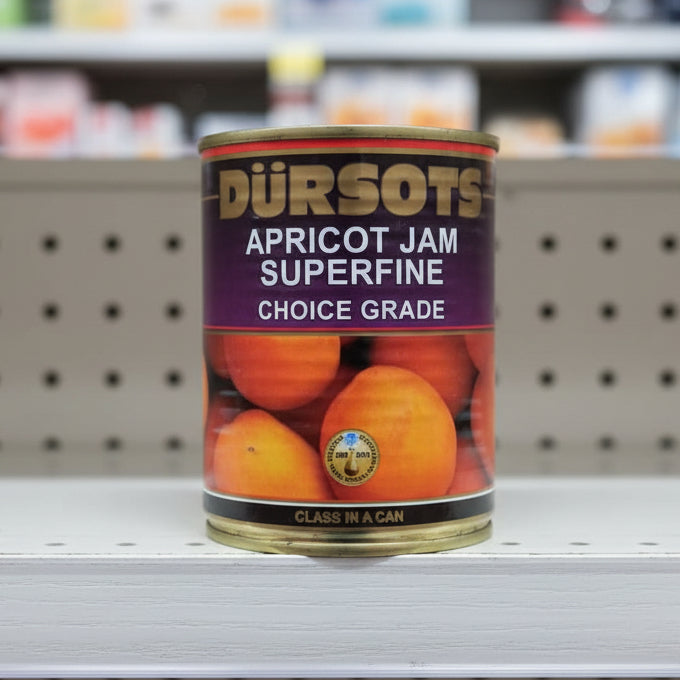 DÜRSOTS
APRICOT JAM
SUPERFINE
CHOICE GRADE
CLASS IN A CAN